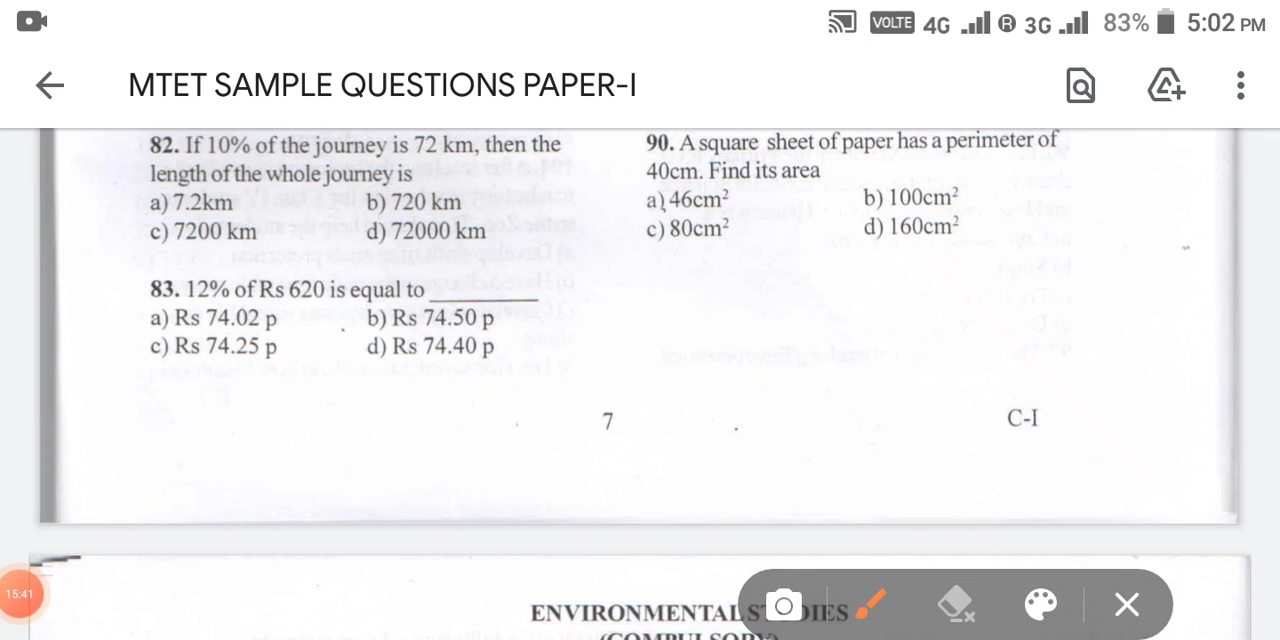 VOLTE 4G R 3G 83% 5:02 PM
MTET SAMPLE QUESTIONS PAPER-I
82. If 10% of the journey is 72 km, then the
length of the whole journey is
a) 7.2km b) 720 km
c) 7200 km d) 72000 km
83. 12% of Rs 620 is equal to __________
a) Rs 74.02 p b) Rs 74.50 p
c) Rs 74.25 p d) Rs 74.40 p
90. A square sheet of paper has a perimeter of
40cm. Find its area
a) 46cm² b) 100cm²
c) 80cm² d) 160cm²
7 C-I
15:41
ENVIRONMENTAL